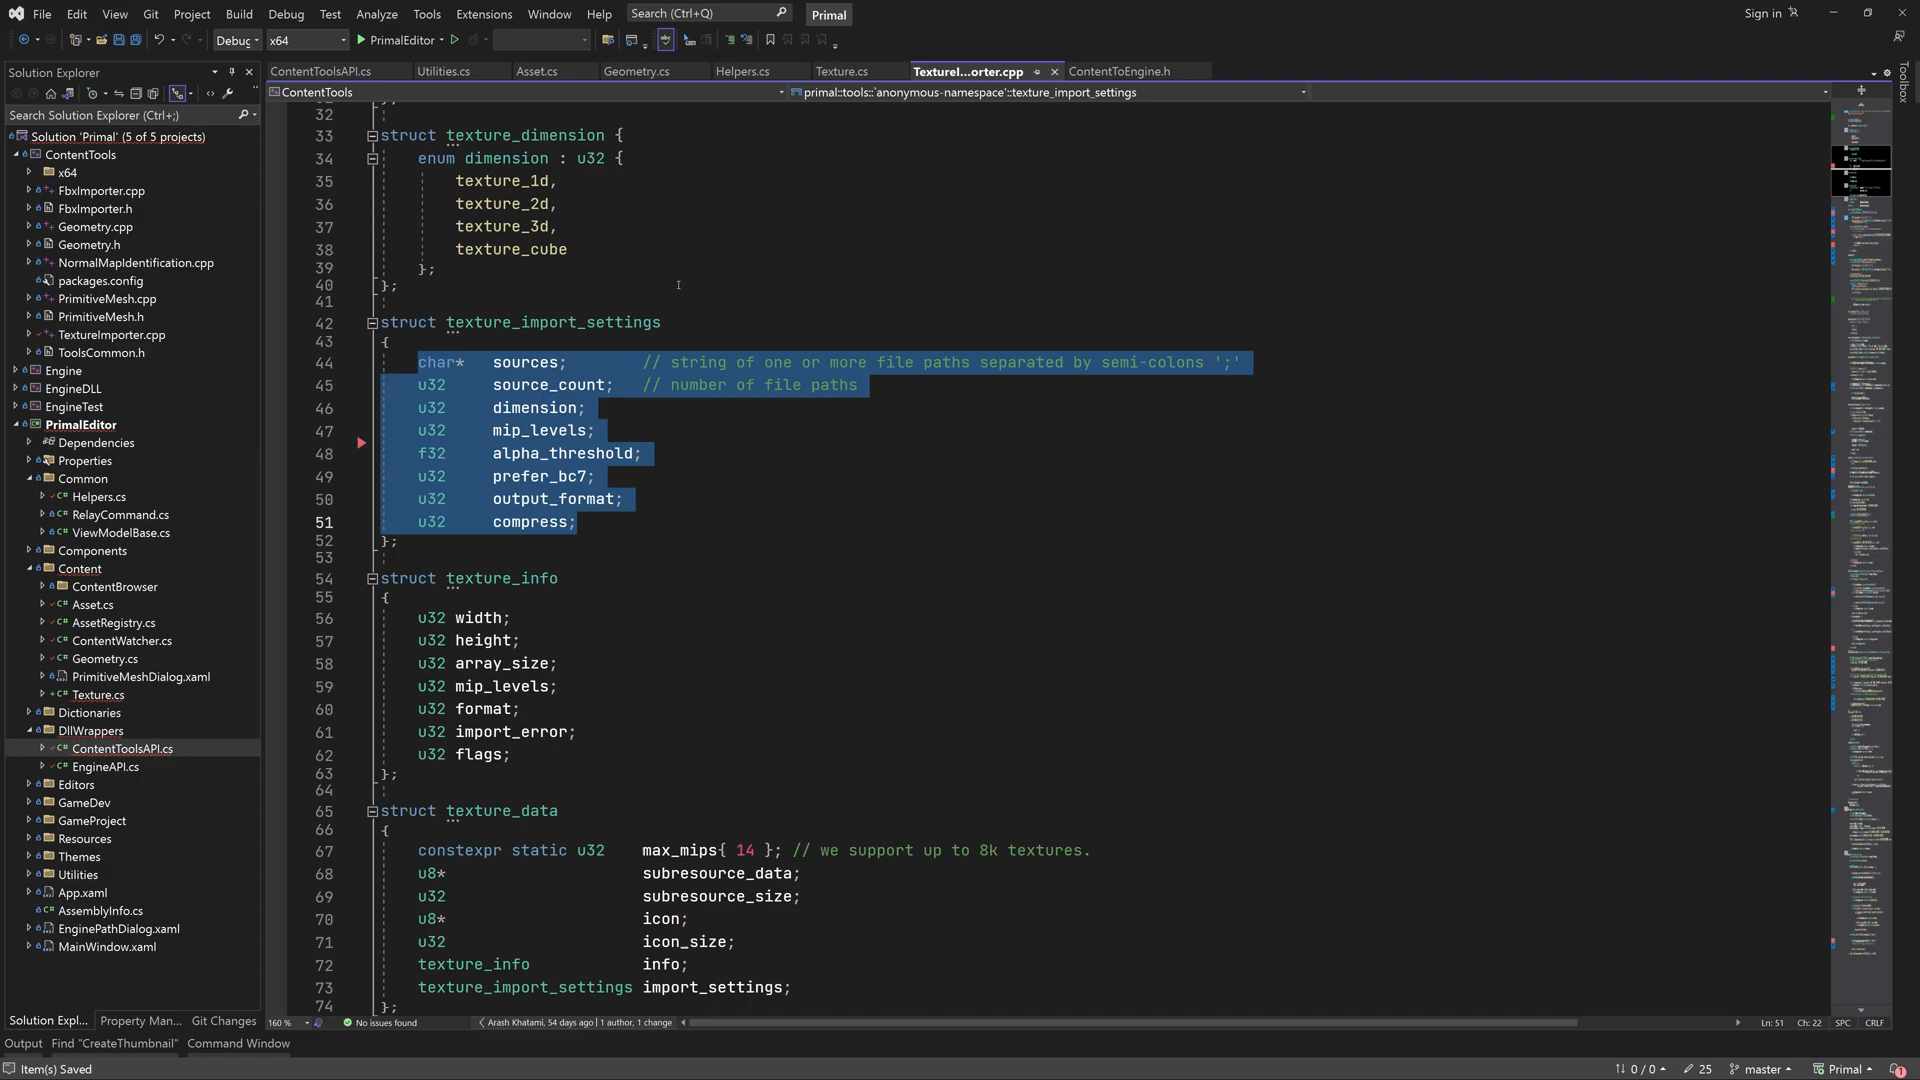 File Edit View Git Project Build Debug Test Analyze Tools Extensions Window Help Search (Ctrl+Q) Primal Sign in
Debug x64 PrimalEditor
Solution Explorer
Search Solution Explorer (Ctrl+;)
Solution 'Primal' (5 of 5 projects)
ContentTools
x64
FbxImporter.cpp
FbxImporter.h
Geometry.cpp
Geometry.h
NormalMapIdentification.cpp
packages.config
PrimitiveMesh.cpp
PrimitiveMesh.h
TextureImporter.cpp
ToolsCommon.h
Engine
EngineDLL
EngineTest
PrimalEditor
Dependencies
Properties
Common
Helpers.cs
RelayCommand.cs
ViewModelBase.cs
Components
Content
ContentBrowser
Asset.cs
AssetRegistry.cs
ContentWatcher.cs
Geometry.cs
PrimitiveMeshDialog.xaml
Texture.cs
Dictionaries
DllWrappers
ContentToolsAPI.cs
EngineAPI.cs
Editors
GameDev
GameProject
Resources
Themes
Utilities
App.xaml
AssemblyInfo.cs
EnginePathDialog.xaml
MainWindow.xaml
Solution Expl... Property Man... Git Changes
ContentToolsAPI.cs Utilities.cs Asset.cs Geometry.cs Helpers.cs Texture.cs TextureI...orter.cpp ContentToEngine.h
ContentTools primal::tools::`anonymous-namespace'::texture_import_settings
32
33 struct texture_dimension {
34 enum dimension : u32 {
35 texture_1d,
36 texture_2d,
37 texture_3d,
38 texture_cube
39 };
40 };
41
42 struct texture_import_settings
43 {
44 char* sources; // string of one or more file paths separated by semi-colons ';'
45 u32 source_count; // number of file paths
46 u32 dimension;
47 u32 mip_levels;
48 f32 alpha_threshold;
49 u32 prefer_bc7;
50 u32 output_format;
51 u32 compress;
52 };
53
54 struct texture_info
55 {
56 u32 width;
57 u32 height;
58 u32 array_size;
59 u32 mip_levels;
60 u32 format;
61 u32 import_error;
62 u32 flags;
63 };
64
65 struct texture_data
66 {
67 constexpr static u32 max_mips{ 14 }; // we support up to 8k textures.
68 u8* subresource_data;
69 u32 subresource_size;
70 u8* icon;
71 u32 icon_size;
72 texture_info info;
73 texture_import_settings import_settings;
74 };
Toolbox
160 % No issues found Arash Khatami, 54 days ago | 1 author, 1 change Ln: 51 Ch: 22 SPC CRLF
Output Find "CreateThumbnail" Command Window
Item(s) Saved 0 / 0 25 master Primal 1